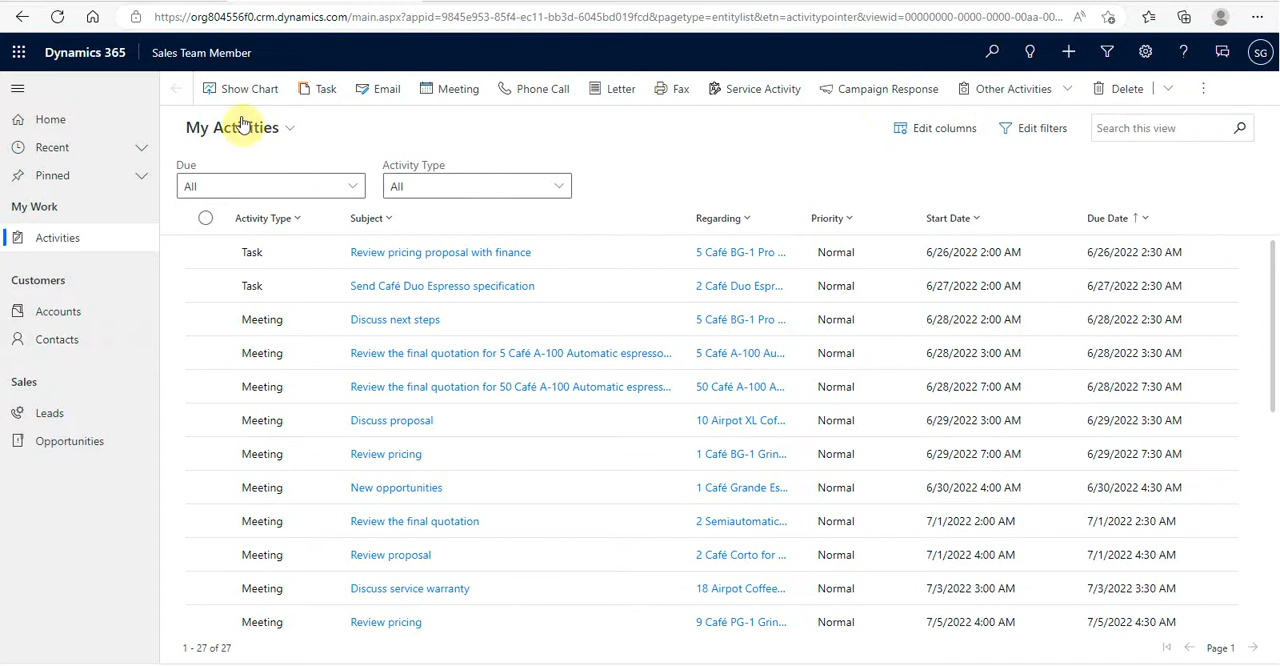 https://org804556f0.crm.dynamics.com/main.aspx?appid=9845e953-85f4-ec11-bb3d-6045bd019fcd&pagetype=entitylist&etn=activitypointer&viewid=00000000-0000-0000-00aa-00...
Dynamics 365 Sales Team Member SG
Show Chart Task Email Meeting Phone Call Letter Fax Service Activity Campaign Response Other Activities Delete
My Activities Edit columns Edit filters Search this view
Home
Recent
Pinned
My Work
Activities
Customers
Accounts
Contacts
Sales
Leads
Opportunities
Due Activity Type
All All
Activity Type Subject Regarding Priority Start Date Due Date ↑
Task Review pricing proposal with finance 5 Café BG-1 Pro ... Normal 6/26/2022 2:00 AM 6/26/2022 2:30 AM
Task Send Café Duo Espresso specification 2 Café Duo Espr... Normal 6/27/2022 2:00 AM 6/27/2022 2:30 AM
Meeting Discuss next steps 5 Café BG-1 Pro ... Normal 6/28/2022 2:00 AM 6/28/2022 2:30 AM
Meeting Review the final quotation for 5 Café A-100 Automatic espresso... 5 Café A-100 Au... Normal 6/28/2022 3:00 AM 6/28/2022 3:30 AM
Meeting Review the final quotation for 50 Café A-100 Automatic espress... 50 Café A-100 A... Normal 6/28/2022 7:00 AM 6/28/2022 7:30 AM
Meeting Discuss proposal 10 Airpot XL Cof... Normal 6/29/2022 3:00 AM 6/29/2022 3:30 AM
Meeting Review pricing 1 Café BG-1 Grin... Normal 6/29/2022 7:00 AM 6/29/2022 7:30 AM
Meeting New opportunities 1 Café Grande Es... Normal 6/30/2022 4:00 AM 6/30/2022 4:30 AM
Meeting Review the final quotation 2 Semiautomatic... Normal 7/1/2022 2:00 AM 7/1/2022 2:30 AM
Meeting Review proposal 2 Café Corto for ... Normal 7/1/2022 4:00 AM 7/1/2022 4:30 AM
Meeting Discuss service warranty 18 Airpot Coffee... Normal 7/3/2022 3:00 AM 7/3/2022 3:30 AM
Meeting Review pricing 9 Café PG-1 Grin... Normal 7/5/2022 4:00 AM 7/5/2022 4:30 AM
1 - 27 of 27 Page 1